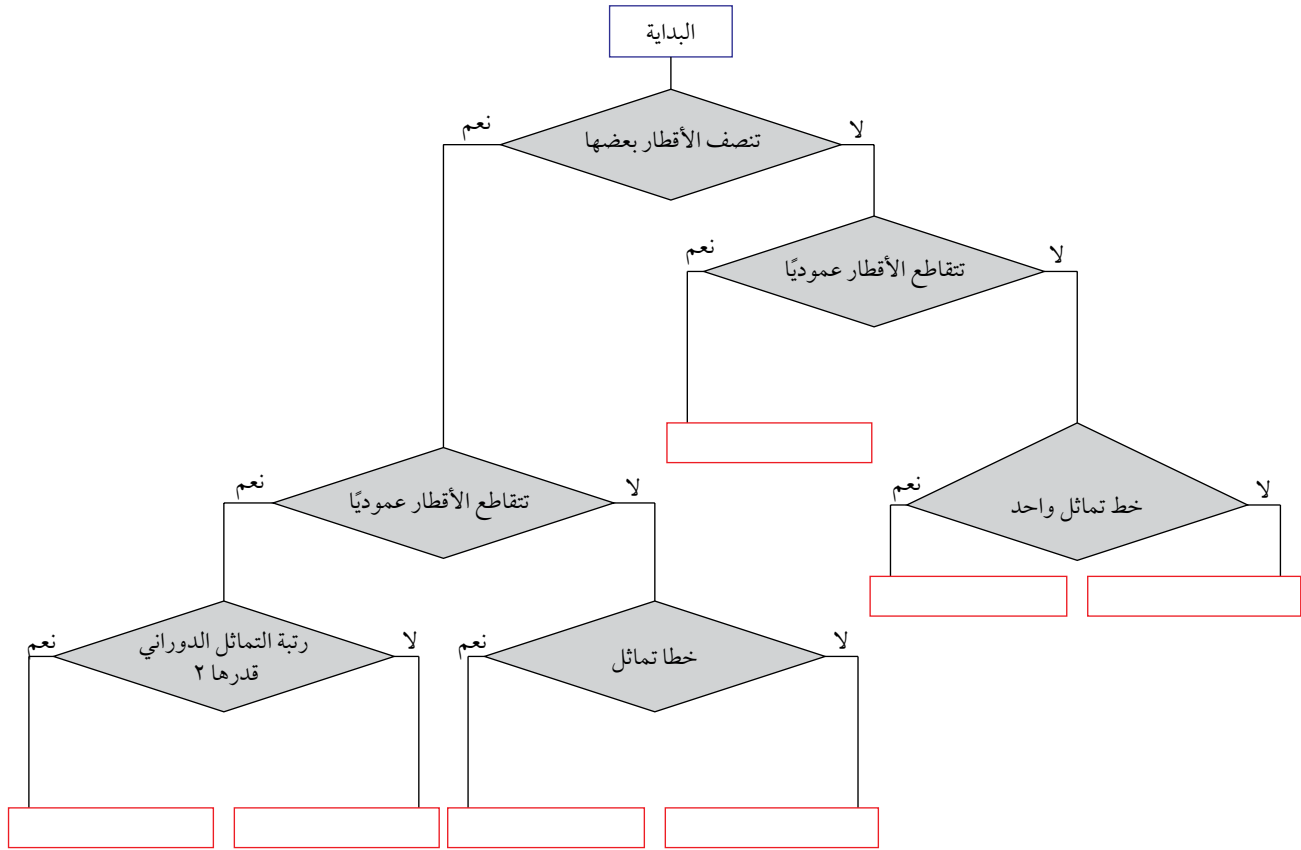 البداية
تنصف الأقطار بعضها
نعم
لا
تتقاطع الأقطار عموديًا
نعم
لا
تتقاطع الأقطار عموديًا
نعم
لا
خط تماثل واحد
نعم
لا
رتبة التماثل الدوراني
قدرها ٢
نعم
لا
خطا تماثل
نعم
لا